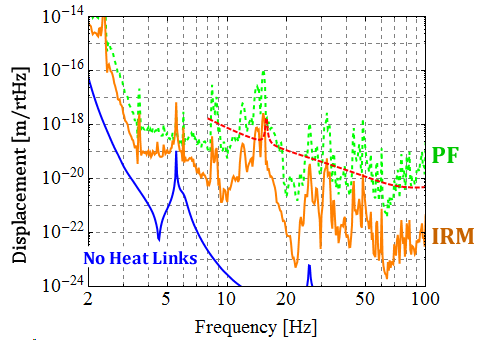 10⁻¹⁴
10⁻¹⁶
10⁻¹⁸
10⁻²⁰
10⁻²²
10⁻²⁴
Displacement [m/rtHz]
PF
IRM
No Heat Links
2 5 10 20 50 100
Frequency [Hz]